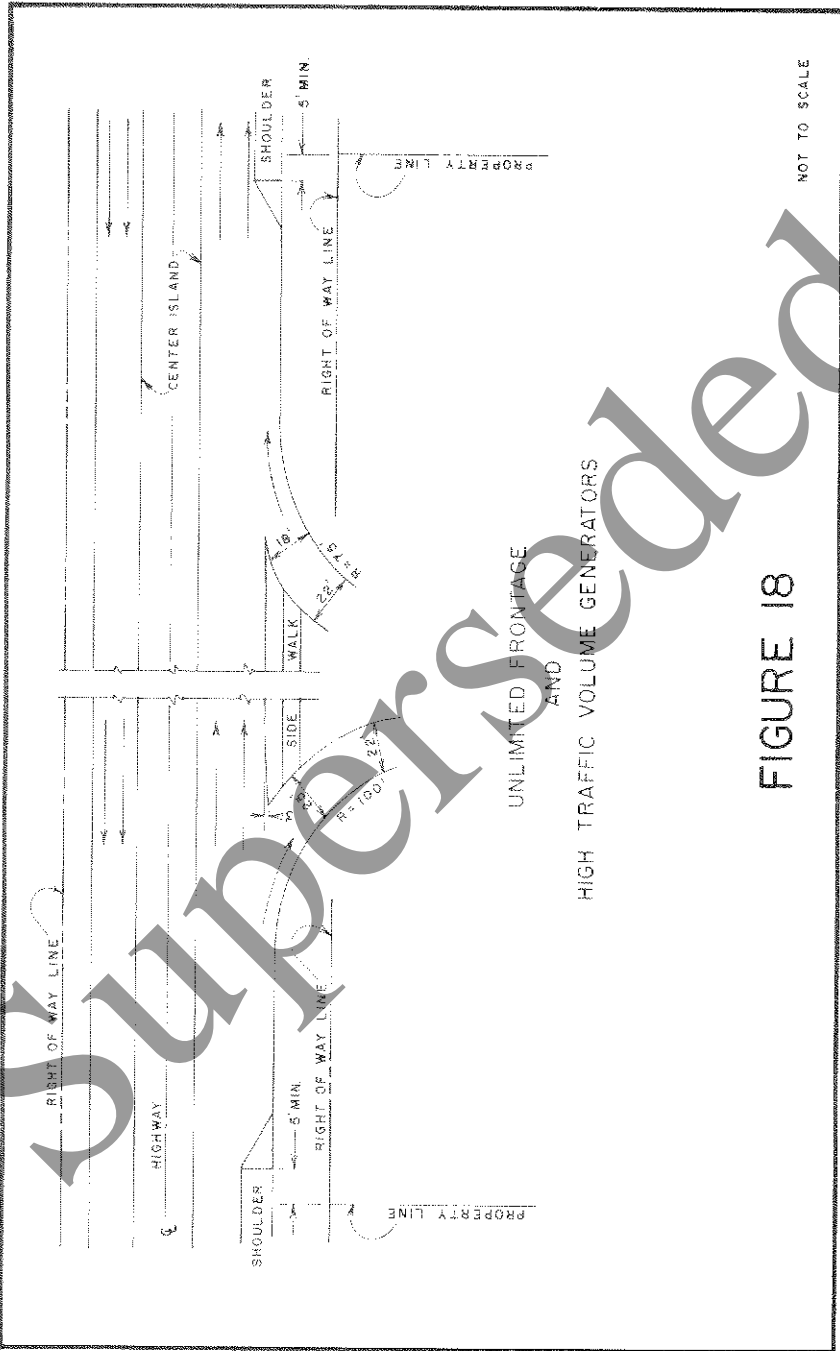 RIGHT OF WAY LINE
HIGHWAY
℄
CENTER ISLAND
SHOULDER
5' MIN.
RIGHT OF WAY LINE
PROPERTY LINE
3'
R = 100'
22'
SIDE
WALK
18'
22'
R = 75'
RIGHT OF WAY LINE
SHOULDER
5' MIN.
PROPERTY LINE
UNLIMITED FRONTAGE
AND
HIGH TRAFFIC VOLUME GENERATORS
FIGURE 18
NOT TO SCALE
Superseded